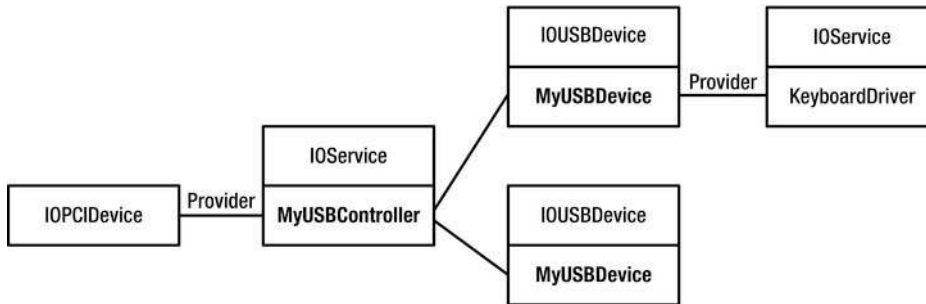 IOUSBDevice
MyUSBDevice
Provider
IOService
KeyboardDriver
IOPCIDevice
Provider
IOService
MyUSBController
IOUSBDevice
MyUSBDevice